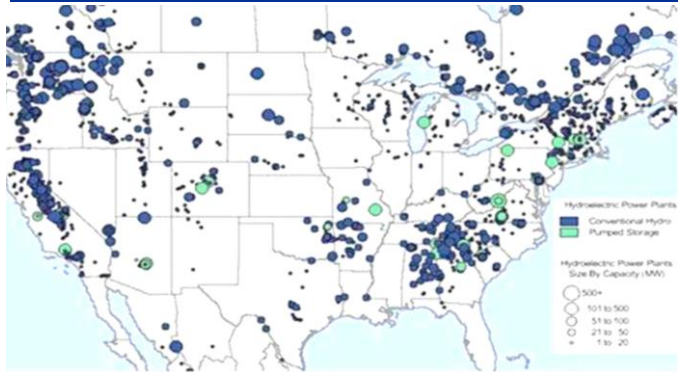 Hydroelectric Power Plants
Conventional Hydro
Pumped Storage
Hydroelectric Power Plants
Size By Capacity (MW)
500+
101 to 500
51 to 100
21 to 50
1 to 20